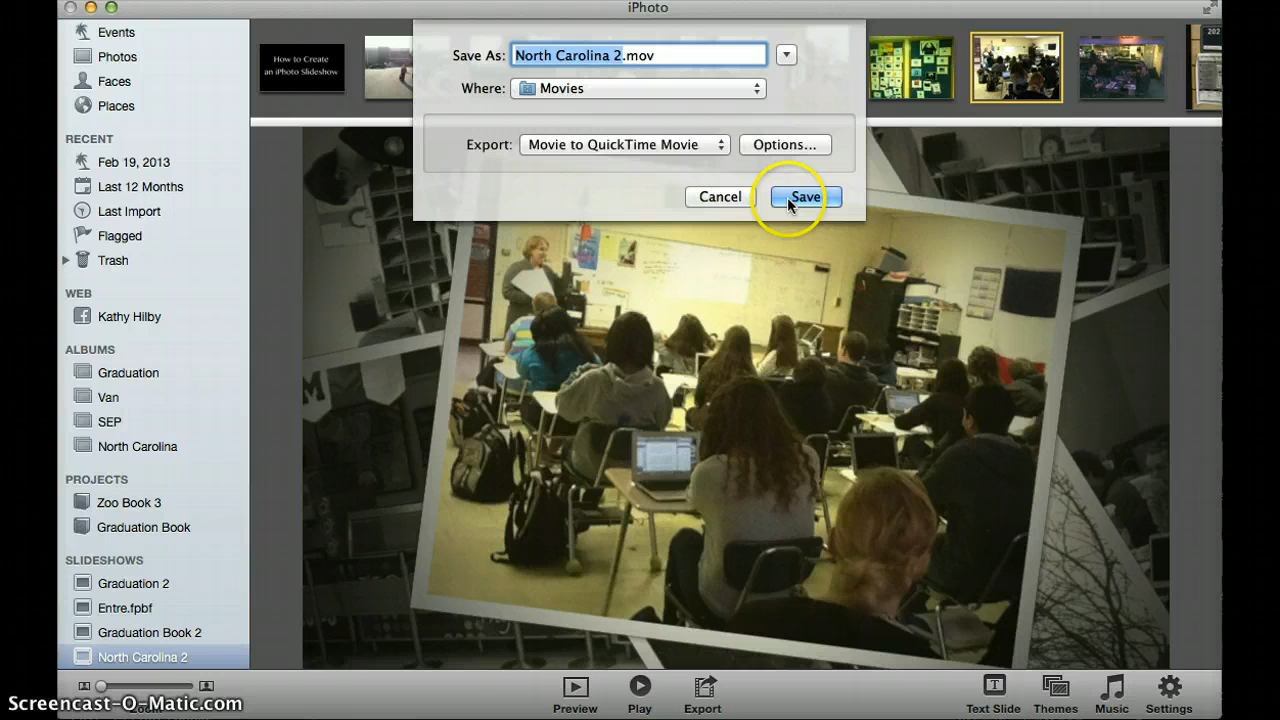 iPhoto
Events
Photos
Faces
Places
RECENT
Feb 19, 2013
Last 12 Months
Last Import
Flagged
Trash
WEB
Kathy Hilby
ALBUMS
Graduation
Van
SEP
North Carolina
PROJECTS
Zoo Book 3
Graduation Book
SLIDESHOWS
Graduation 2
Entre.fpbf
Graduation Book 2
North Carolina 2
How to Create
an iPhoto Slideshow
202
Save As: North Carolina 2.mov
Where: Movies
Export: Movie to QuickTime Movie Options...
Cancel Save
Preview Play Export Text Slide Themes Music Settings
Screencast-O-Matic.com